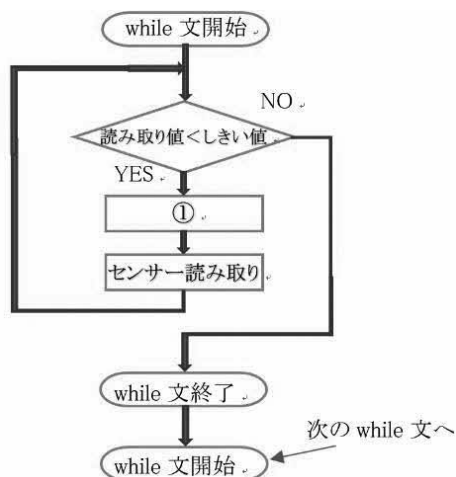 while 文開始
NO
読み取り値<しきい値
YES
①
センサー読み取り
while 文終了
次の while 文へ
while 文開始